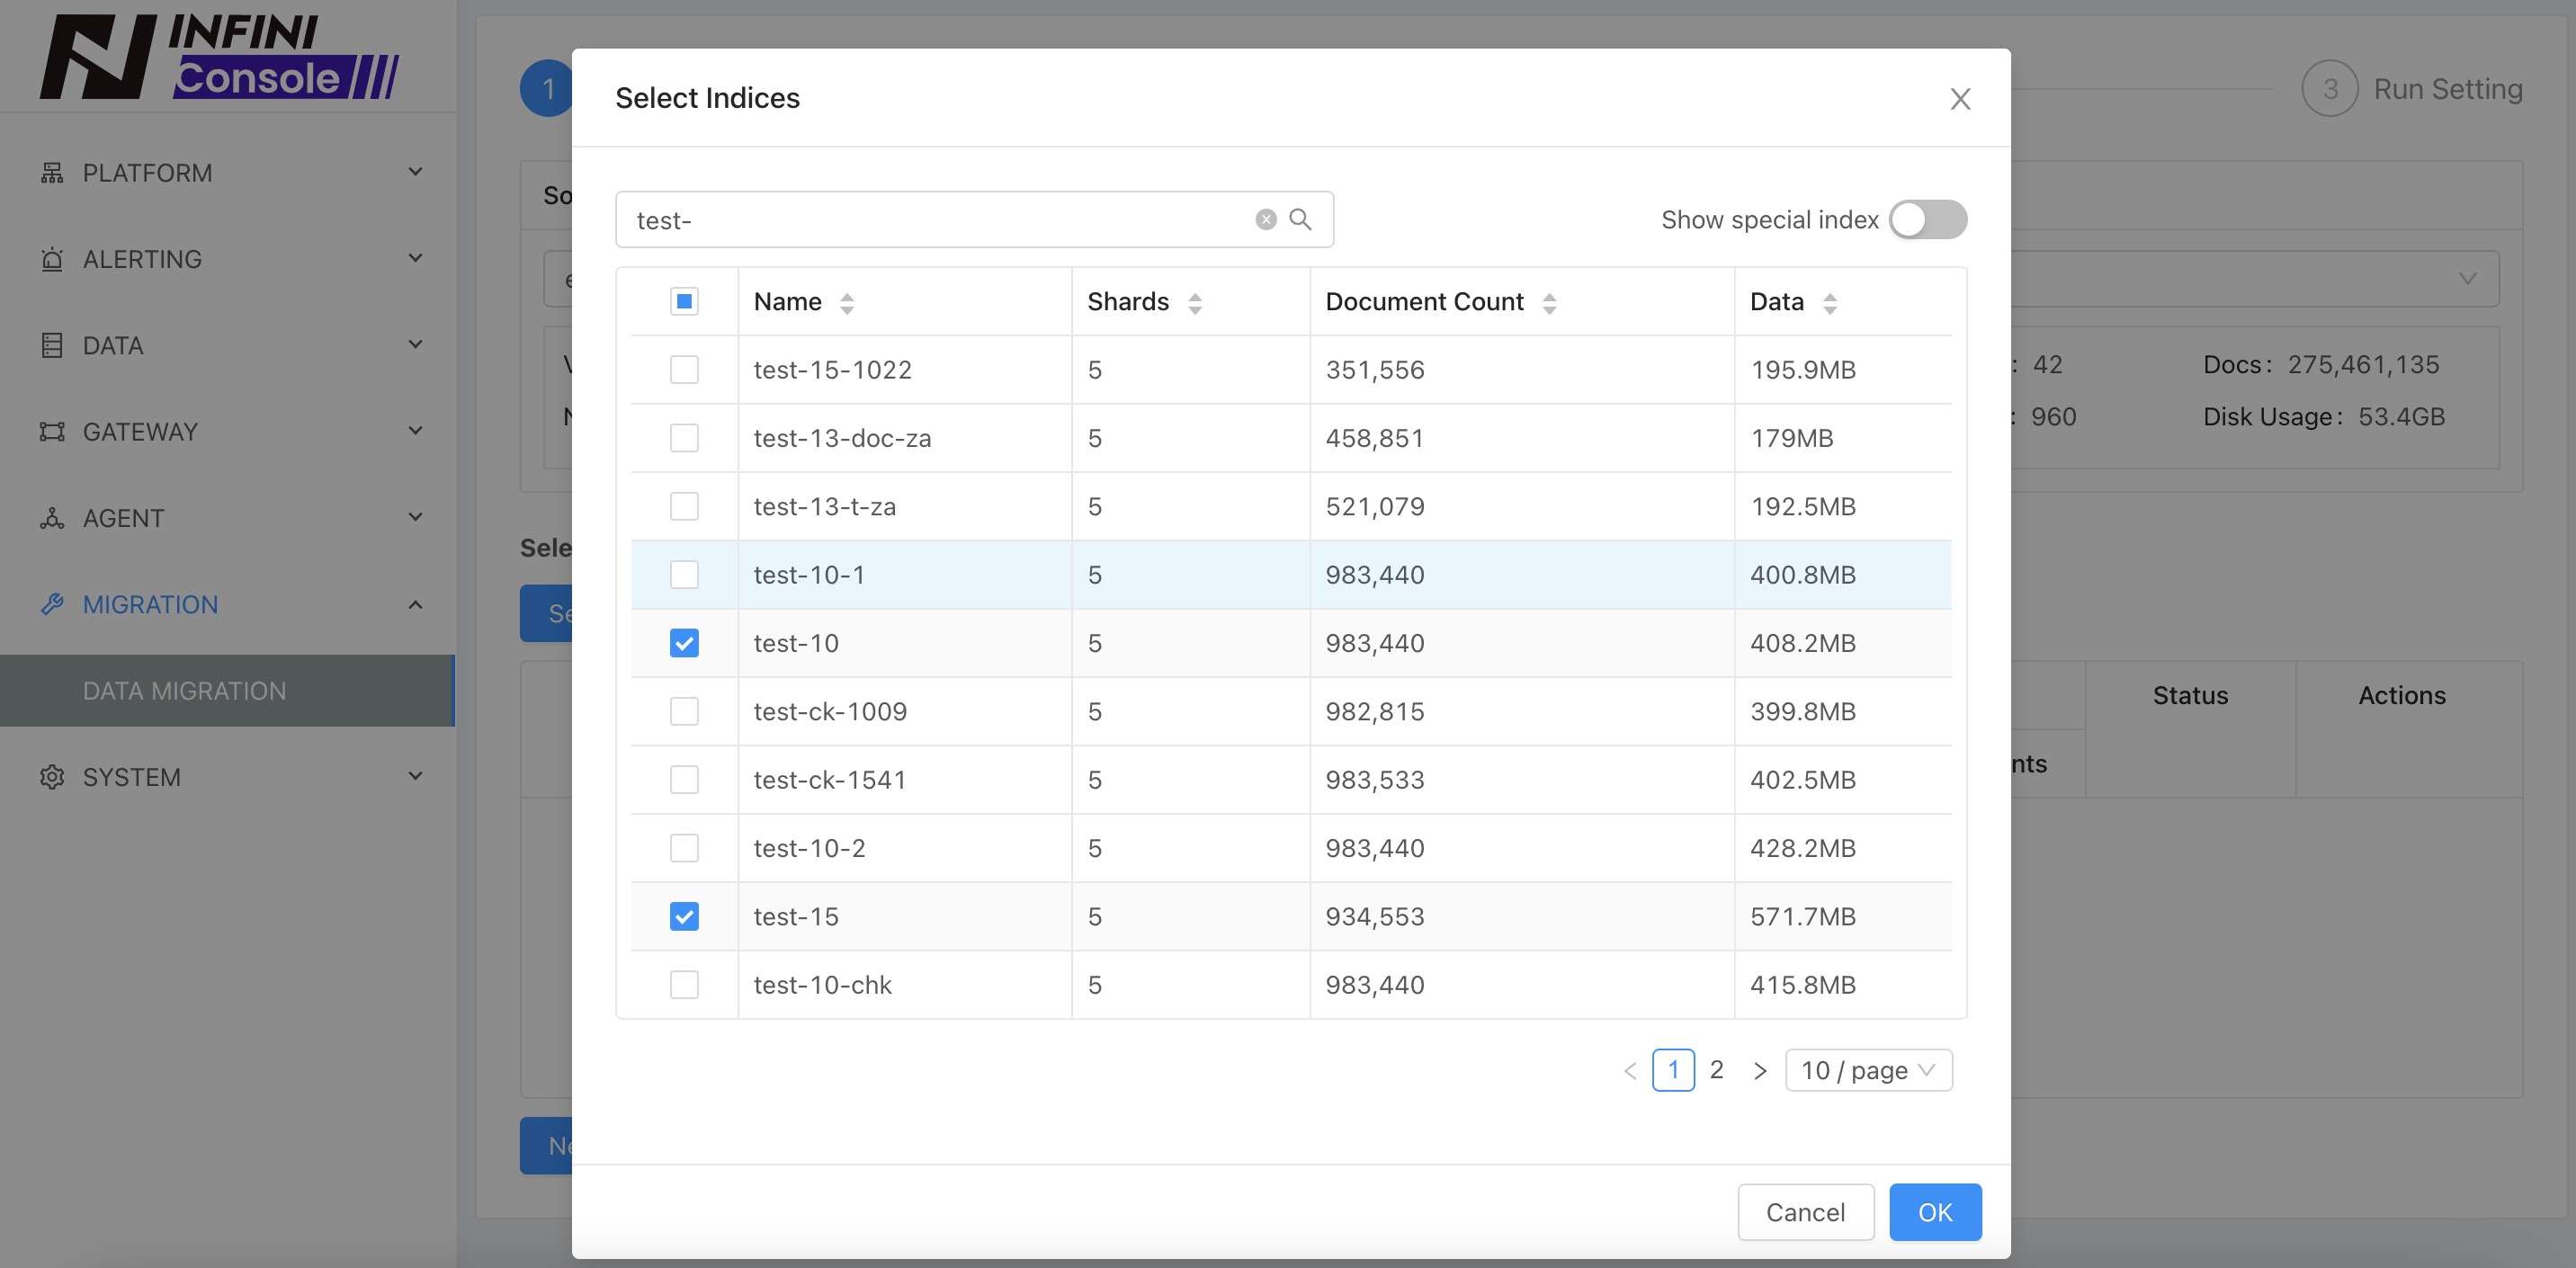 INFINI
Console
PLATFORM
ALERTING
DATA
GATEWAY
AGENT
MIGRATION
DATA MIGRATION
SYSTEM
1
3 Run Setting
42
Docs: 275,461,135
960
Disk Usage: 53.4GB
Status
Actions
Select Indices
test-
Show special index
Name Shards Document Count Data
test-15-1022 5 351,556 195.9MB
test-13-doc-za 5 458,851 179MB
test-13-t-za 5 521,079 192.5MB
test-10-1 5 983,440 400.8MB
test-10 5 983,440 408.2MB
test-ck-1009 5 982,815 399.8MB
test-ck-1541 5 983,533 402.5MB
test-10-2 5 983,440 428.2MB
test-15 5 934,553 571.7MB
test-10-chk 5 983,440 415.8MB
< 1 2 > 10 / page
Cancel OK